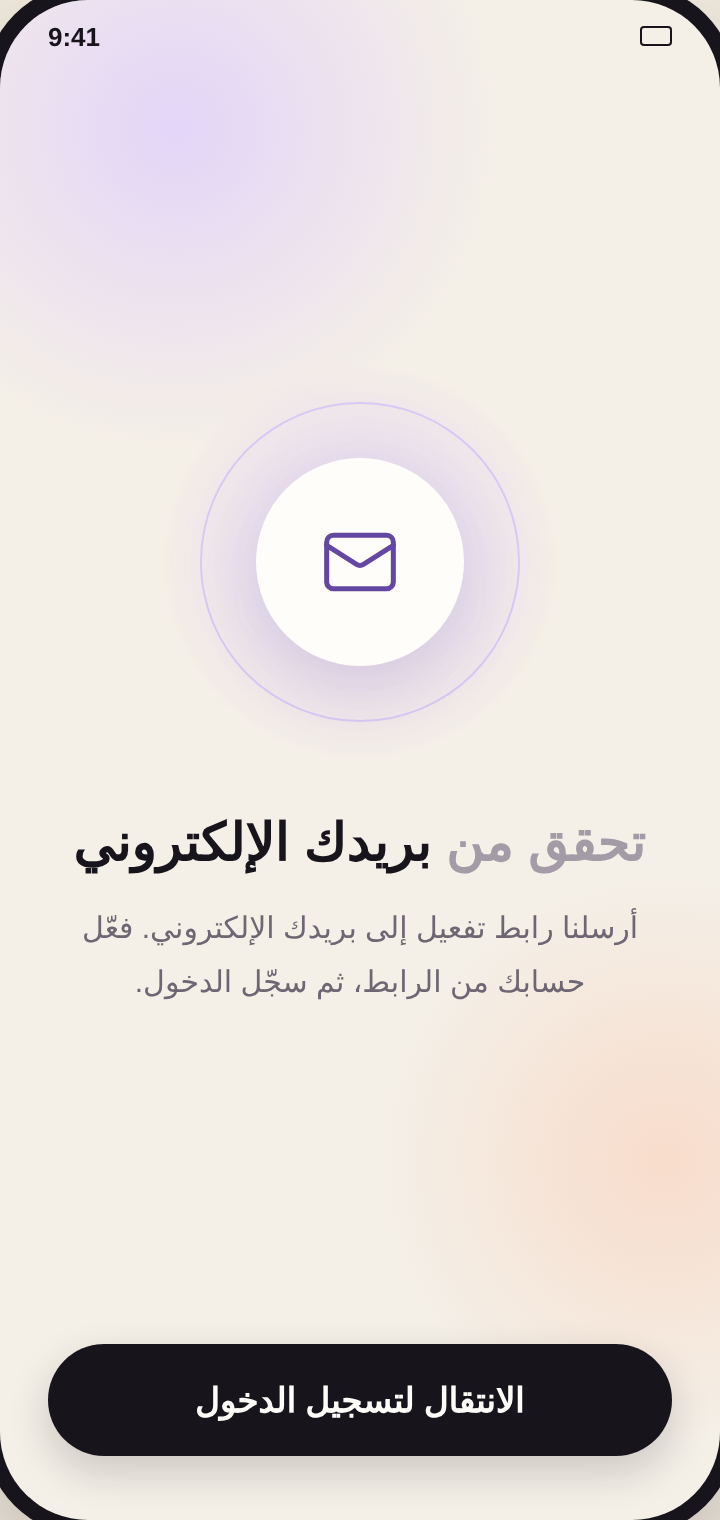 9:41
تحقق من بريدك الإلكتروني
أرسلنا رابط تفعيل إلى بريدك الإلكتروني. فعّل
حسابك من الرابط، ثم سجّل الدخول.
الانتقال لتسجيل الدخول